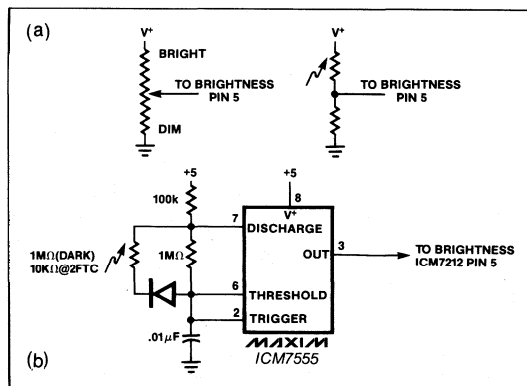 (a)
V+
BRIGHT
TO BRIGHTNESS
PIN 5
DIM
V+
TO BRIGHTNESS
PIN 5
+5
100k
+5
8
V+
7
DISCHARGE
1MΩ(DARK)
10KΩ@2FTC
1MΩ
OUT
3
TO BRIGHTNESS
ICM7212 PIN 5
6
THRESHOLD
2
TRIGGER
.01µF
MAXIM
ICM7555
(b)